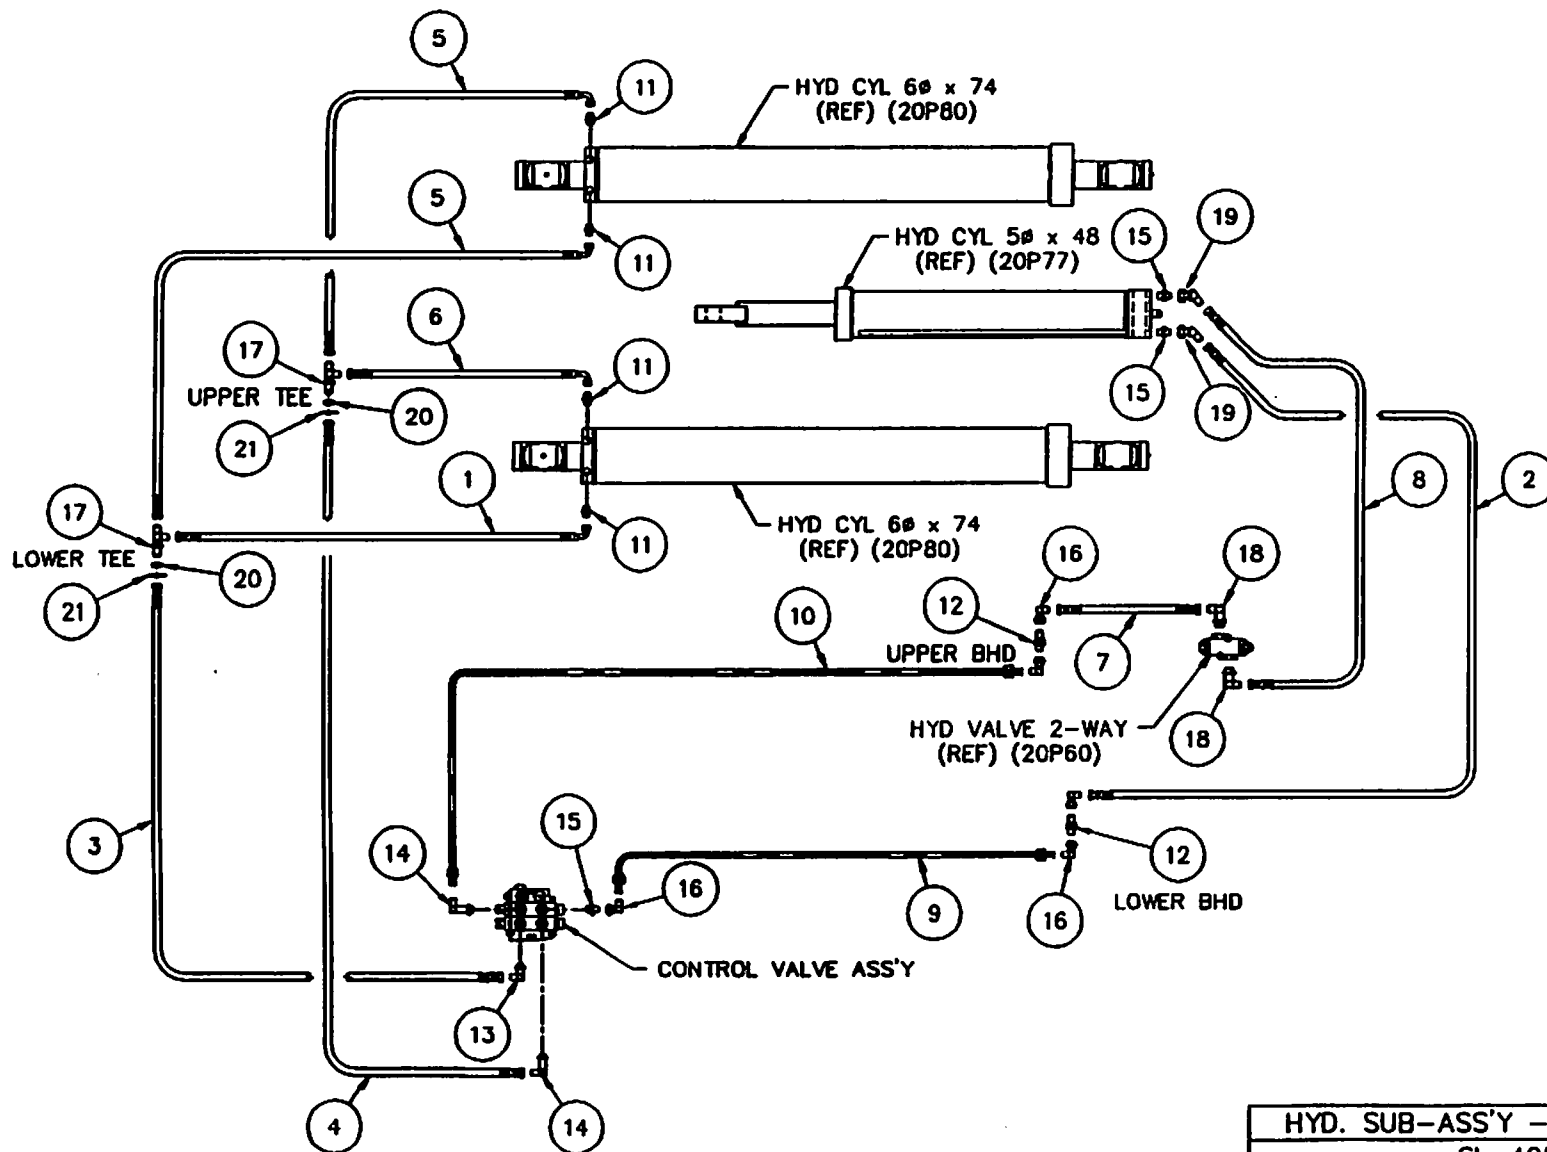 5
11
HYD CYL 6ø x 74
(REF) (20P80)
5
11
HYD CYL 5ø x 48
(REF) (20P77)
15
19
6
17
UPPER TEE
20
21
11
15
19
1
8
2
17
LOWER TEE
20
21
11
HYD CYL 6ø x 74
(REF) (20P80)
16
18
12
10
UPPER BHD
7
HYD VALVE 2-WAY
(REF) (20P60)
18
3
14
15
16
12
LOWER BHD
9
16
CONTROL VALVE ASS'Y
13
4
14
HYD. SUB-ASS'Y -